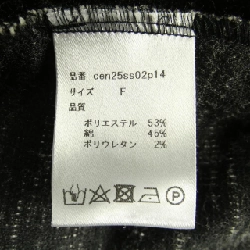 品番 cen25ss02p14
サイズ F
品質
ポリエステル 53%
綿 45%
ポリウレタン 2%